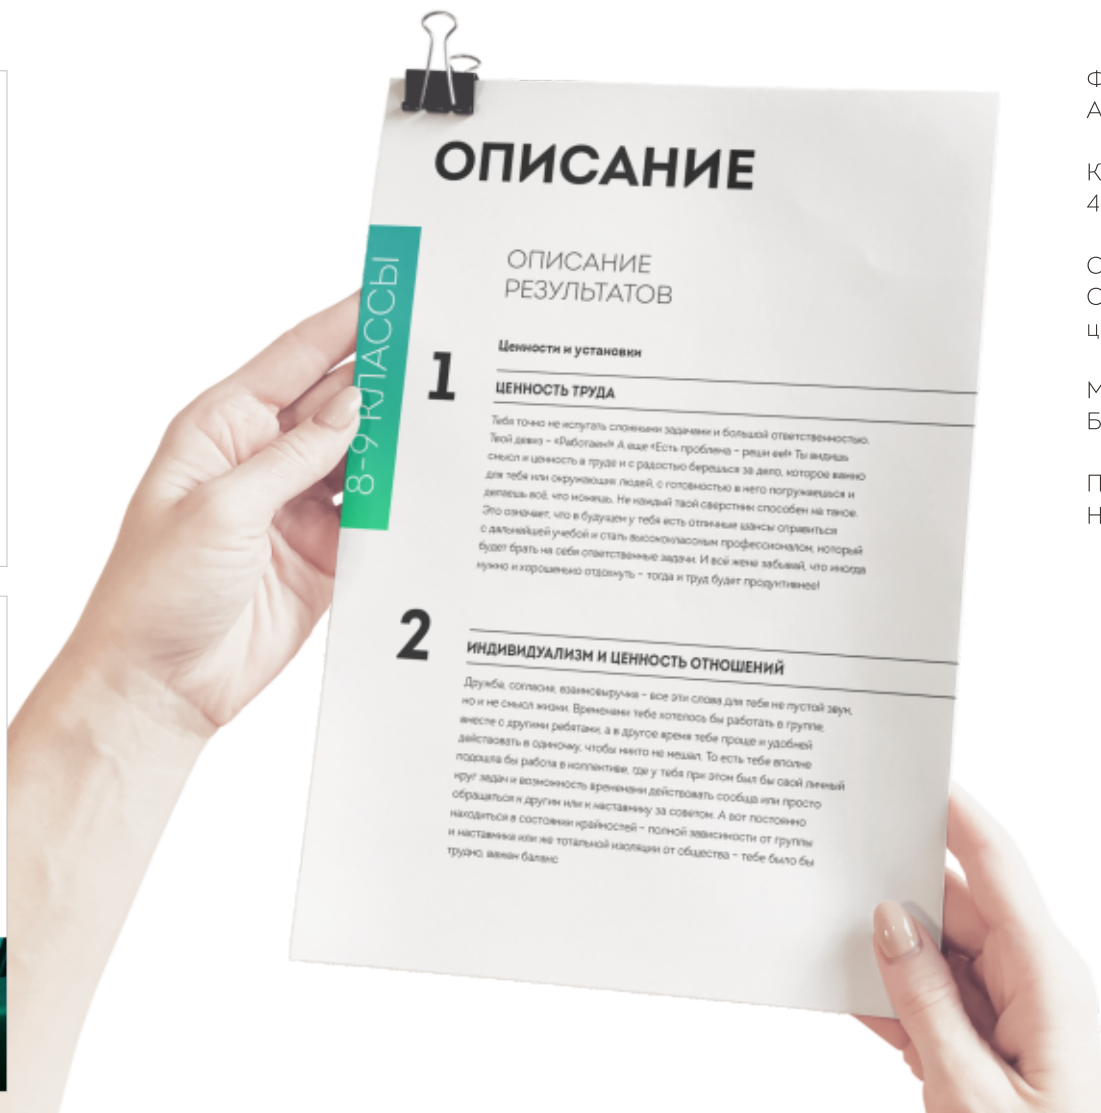 ОПИСАНИЕ
8-9 КЛАССЫ
ОПИСАНИЕ
РЕЗУЛЬТАТОВ
Ценности и установки
1
ЦЕННОСТЬ ТРУДА
Тебя точно не испугать сложными задачами и большой ответственностью.
Твой девиз – «Работаем!» А еще «Есть проблема – реши ее!» Ты видишь
смысл и ценность в труде и с радостью берешься за дело, которое важно
для тебя или окружающих людей, с готовностью в него погружаешься и
делаешь всё, что можешь. Не каждый твой сверстник способен на такое.
Это означает, что в будущем у тебя есть отличные шансы справиться
с дальнейшей учебой и стать высококлассным профессионалом, который
будет брать на себя ответственные задачи. И всё же не забывай, что иногда
нужно и хорошенько отдохнуть – тогда и труд будет продуктивнее!
2
ИНДИВИДУАЛИЗМ И ЦЕННОСТЬ ОТНОШЕНИЙ
Дружба, согласие, взаимовыручка – все эти слова для тебя не пустой звук,
но и не смысл жизни. Временами тебе хотелось бы работать в группе,
вместе с другими ребятами, а в другое время тебе проще и удобней
действовать в одиночку, чтобы никто не мешал. То есть тебе вполне
подошла бы работа в коллективе, где у тебя при этом был бы свой личный
круг задач и возможность временами действовать сообща или просто
обращаться к другим или к наставнику за советом. А вот постоянно
находиться в состоянии крайностей – полной зависимости от группы
и наставника или же тотальной изоляции от общества – тебе было бы
трудно, важен баланс